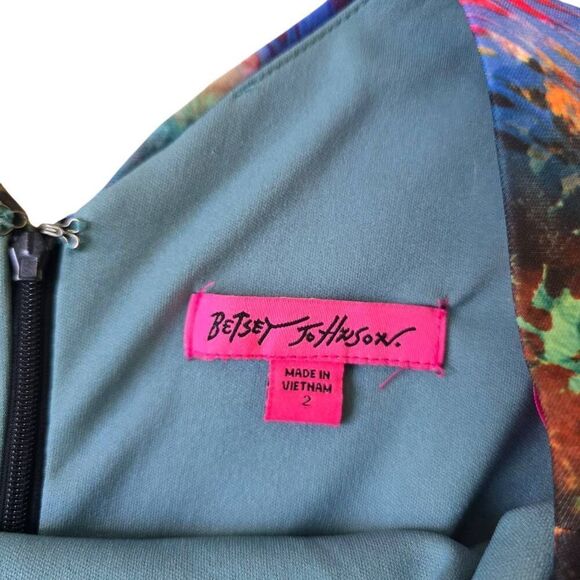 BETSEY JOHNSON.
MADE IN
VIETNAM
2